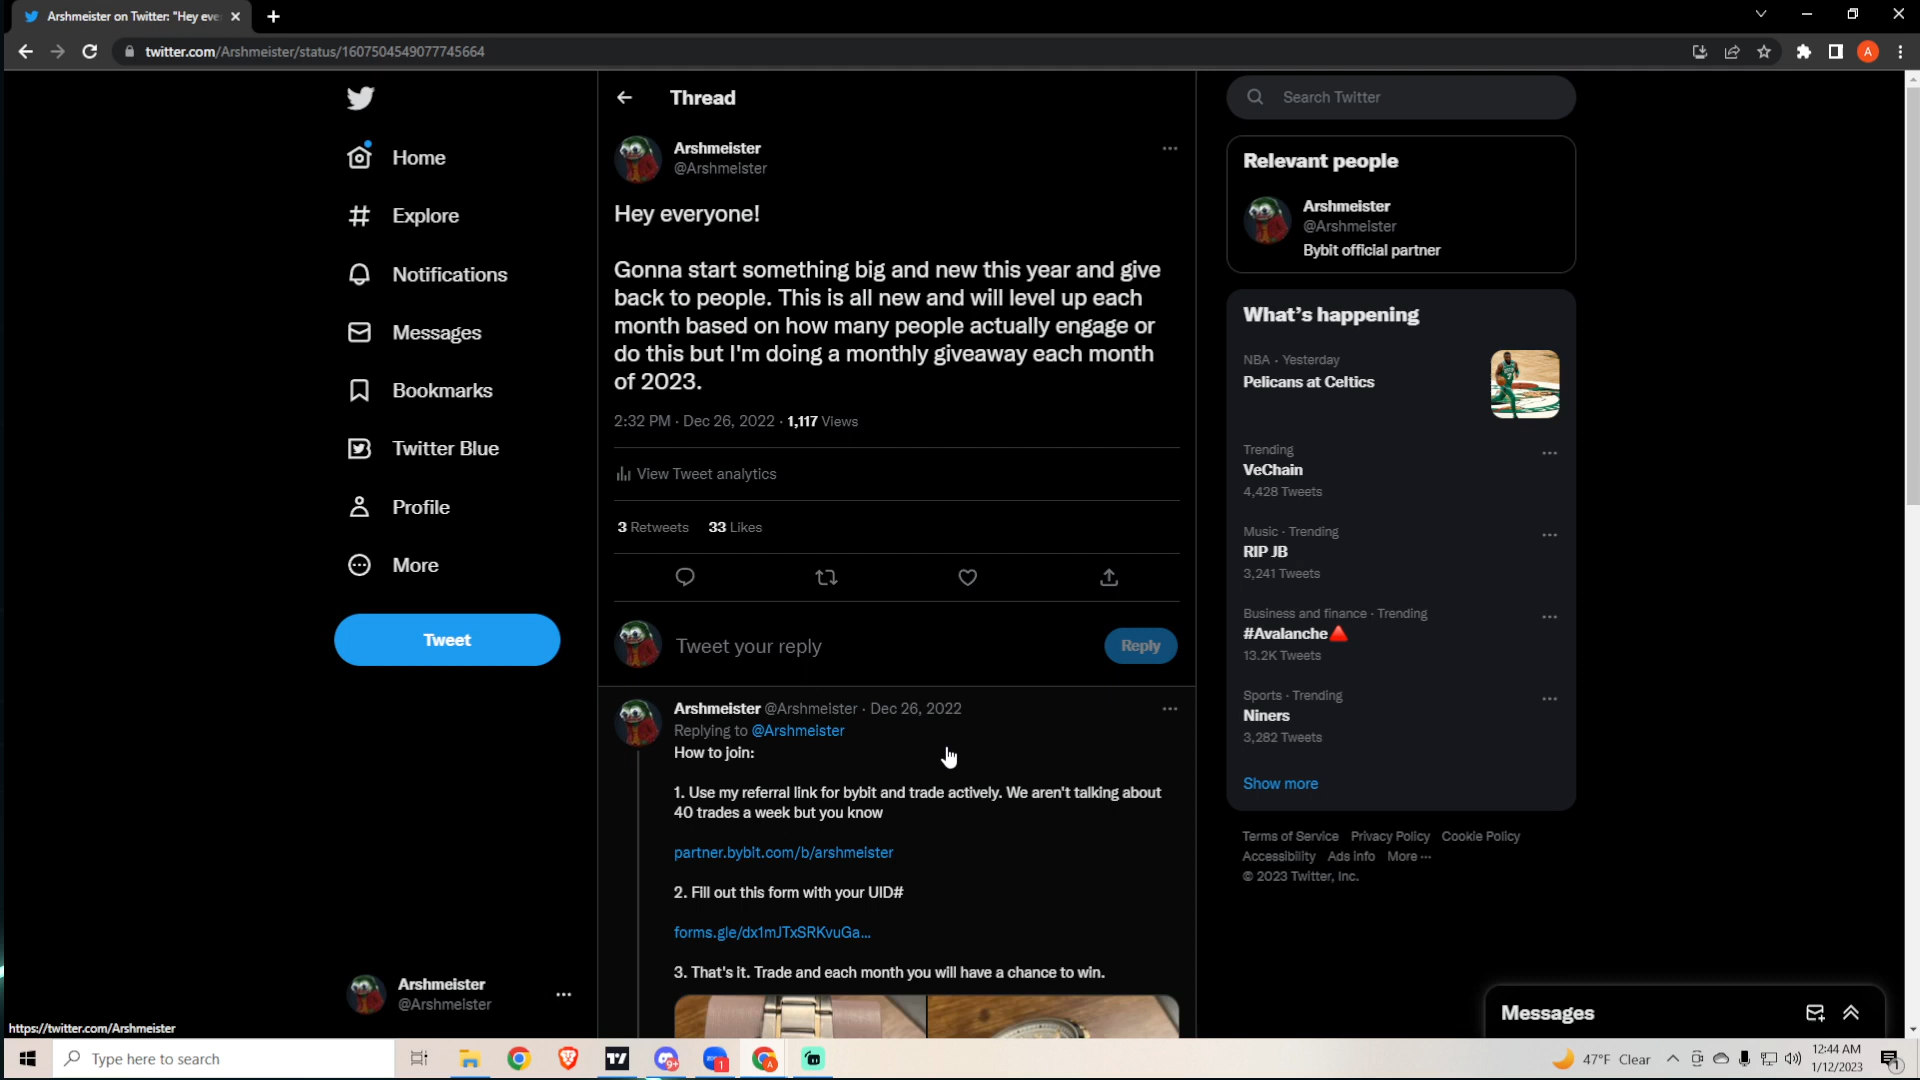 Arshmeister on Twitter: "Hey eve
twitter.com/Arshmeister/status/1607504549077745664
A
Home
Explore
Notifications
Messages
Bookmarks
Twitter Blue
Profile
More
Tweet
Arshmeister
@Arshmeister
https://twitter.com/Arshmeister
Thread
Arshmeister
@Arshmeister
Hey everyone!
Gonna start something big and new this year and give
back to people. This is all new and will level up each
month based on how many people actually engage or
do this but I'm doing a monthly giveaway each month
of 2023.
2:32 PM · Dec 26, 2022 · 1,117 Views
View Tweet analytics
3 Retweets 33 Likes
Tweet your reply
Reply
Arshmeister @Arshmeister · Dec 26, 2022
Replying to @Arshmeister
How to join:
1. Use my referral link for bybit and trade actively. We aren't talking about
40 trades a week but you know
partner.bybit.com/b/arshmeister
2. Fill out this form with your UID#
forms.gle/dx1mJTxSRKvuGa...
3. That's it. Trade and each month you will have a chance to win.
Search Twitter
Relevant people
Arshmeister
@Arshmeister
Bybit official partner
What's happening
NBA · Yesterday
Pelicans at Celtics
Trending
VeChain
4,428 Tweets
Music · Trending
RIP JB
3,241 Tweets
Business and finance · Trending
#Avalanche
13.2K Tweets
Sports · Trending
Niners
3,282 Tweets
Show more
Terms of Service Privacy Policy Cookie Policy
Accessibility Ads info More ...
© 2023 Twitter, Inc.
Messages
Type here to search
9+
1
A
47°F Clear
12:44 AM
1/12/2023
1